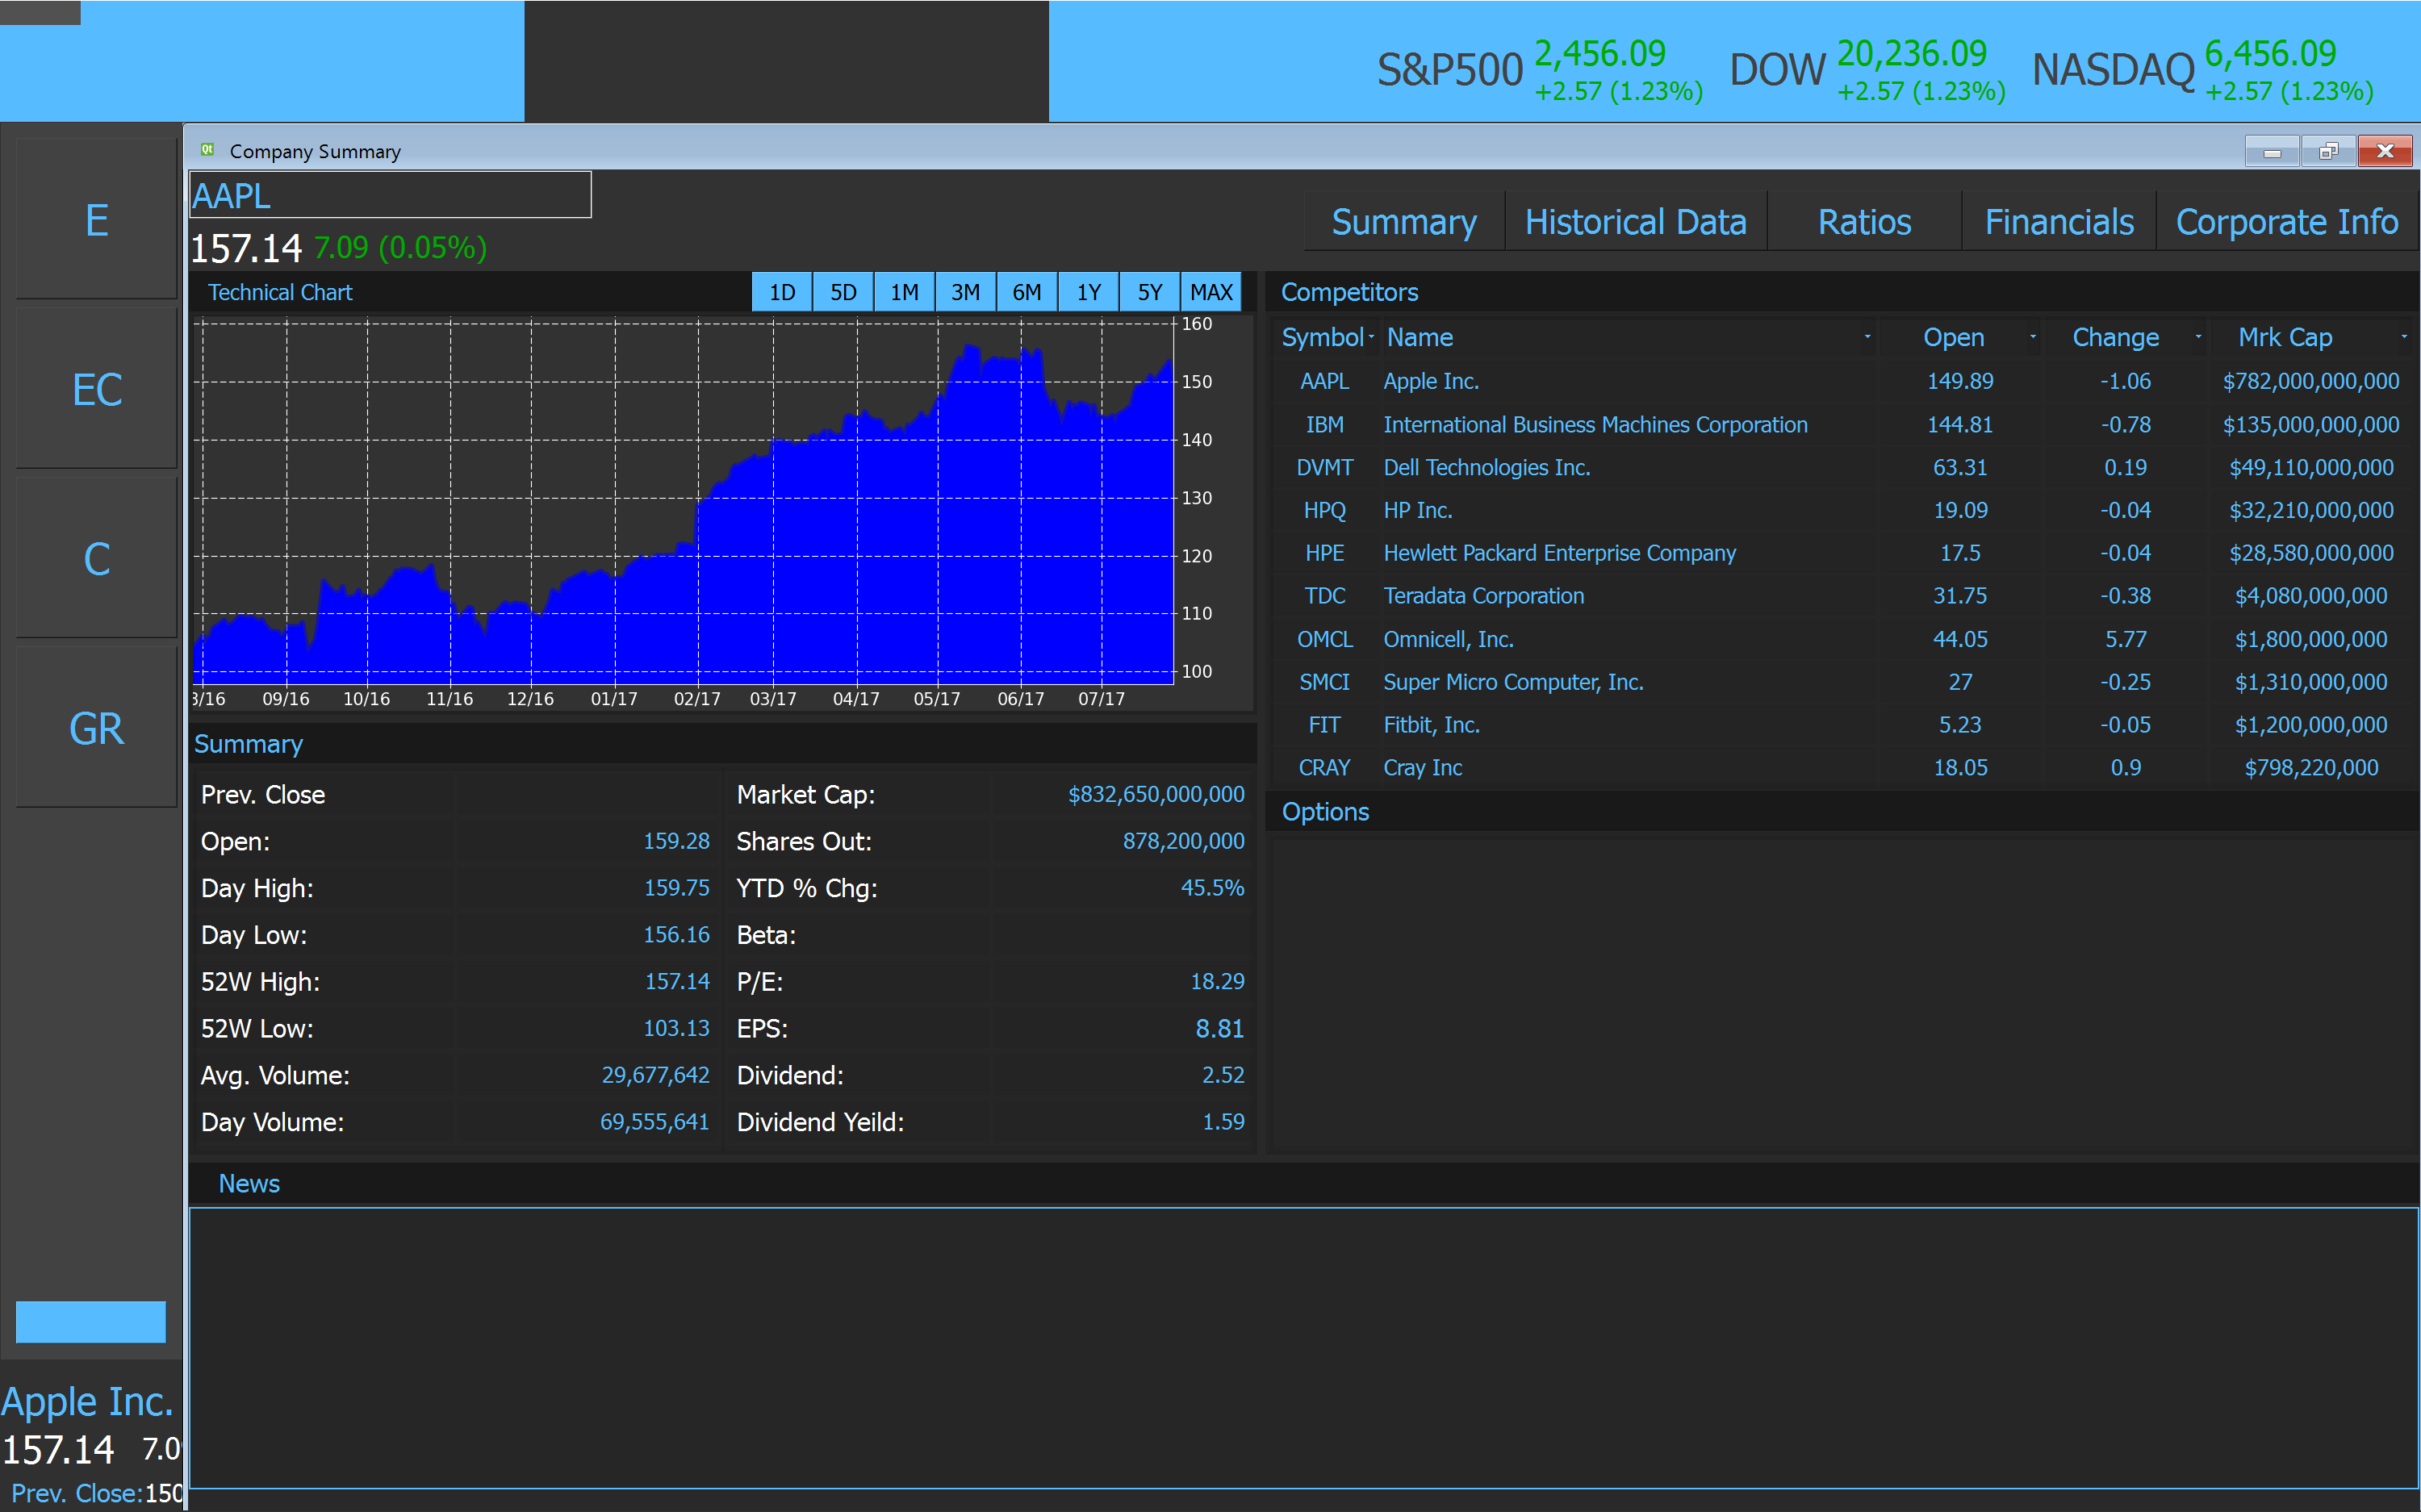 S&P500 2,456.09 DOW 20,236.09 NASDAQ 6,456.09
+2.57 (1.23%) +2.57 (1.23%) +2.57 (1.23%)
Qt Company Summary
E
EC
C
GR
AAPL
157.14 7.09 (0.05%)
Summary Historical Data Ratios Financials Corporate Info
Technical Chart 1D 5D 1M 3M 6M 1Y 5Y MAX
160
150
140
130
120
110
100
3/16 09/16 10/16 11/16 12/16 01/17 02/17 03/17 04/17 05/17 06/17 07/17
Competitors
Symbol Name Open Change Mrk Cap
AAPL Apple Inc. 149.89 -1.06 $782,000,000,000
IBM International Business Machines Corporation 144.81 -0.78 $135,000,000,000
DVMT Dell Technologies Inc. 63.31 0.19 $49,110,000,000
HPQ HP Inc. 19.09 -0.04 $32,210,000,000
HPE Hewlett Packard Enterprise Company 17.5 -0.04 $28,580,000,000
TDC Teradata Corporation 31.75 -0.38 $4,080,000,000
OMCL Omnicell, Inc. 44.05 5.77 $1,800,000,000
SMCI Super Micro Computer, Inc. 27 -0.25 $1,310,000,000
FIT Fitbit, Inc. 5.23 -0.05 $1,200,000,000
CRAY Cray Inc 18.05 0.9 $798,220,000
Summary
Prev. Close Market Cap: $832,650,000,000
Open: 159.28 Shares Out: 878,200,000
Day High: 159.75 YTD % Chg: 45.5%
Day Low: 156.16 Beta:
52W High: 157.14 P/E: 18.29
52W Low: 103.13 EPS: 8.81
Avg. Volume: 29,677,642 Dividend: 2.52
Day Volume: 69,555,641 Dividend Yeild: 1.59
Options
News
Apple Inc.
157.14 7.0
Prev. Close:150